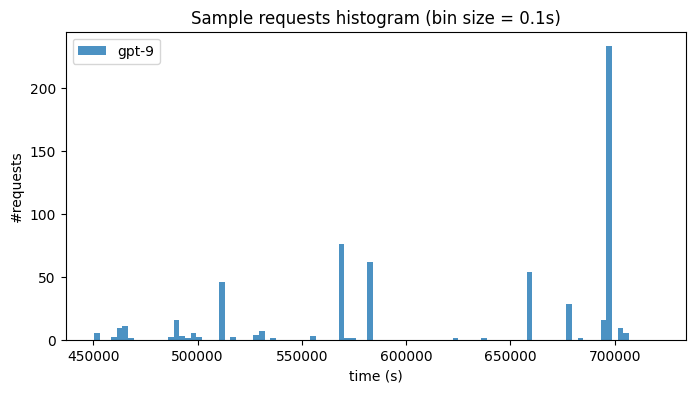 Sample requests histogram (bin size = 0.1s)
gpt-9
#requests
200
150
100
50
0
450000 500000 550000 600000 650000 700000
time (s)